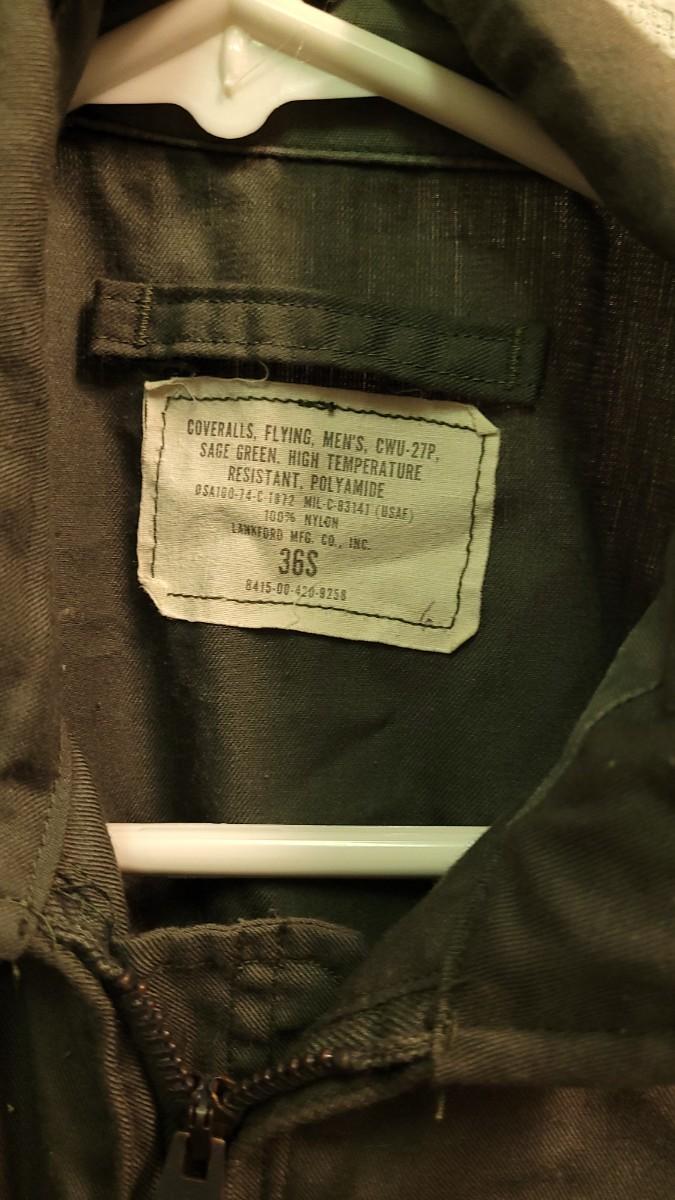 COVERALLS, FLYING, MEN'S, CWU-27P,
SAGE GREEN, HIGH TEMPERATURE
RESISTANT, POLYAMIDE
DSA100-74-C-1872 MIL-C-83141 (USAF)
100% NYLON
LANKFORD MFG. CO., INC.
36S
8415-00-420-9258